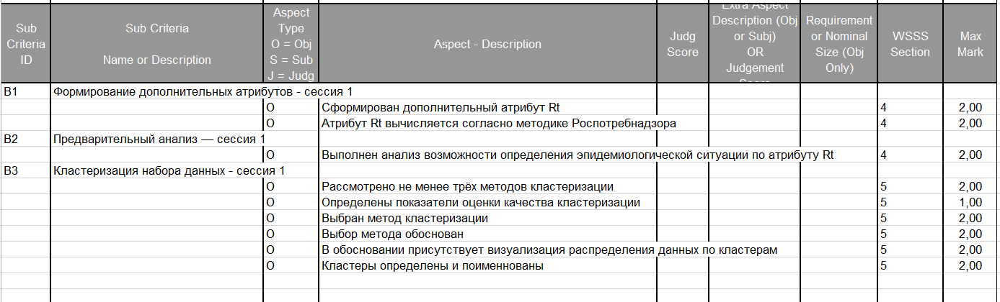 Sub Criteria ID
Sub Criteria Name or Description
Aspect Type O = Obj S = Sub J = Judg
Aspect - Description
Judg Score
Extra Aspect Description (Obj or Subj) OR Judgement Score
Requirement or Nominal Size (Obj Only)
WSSS Section
Max Mark
B1 Формирование дополнительных атрибутов - сессия 1
O Сформирован дополнительный атрибут Rt 4 2,00
O Атрибут Rt вычисляется согласно методике Роспотребнадзора 4 2,00
B2 Предварительный анализ — сессия 1
O Выполнен анализ возможности определения эпидемиологической ситуации по атрибуту Rt 4 2,00
B3 Кластеризация набора данных - сессия 1
O Рассмотрено не менее трёх методов кластеризации 5 2,00
O Определены показатели оценки качества кластеризации 5 1,00
O Выбран метод кластеризации 5 2,00
O Выбор метода обоснован 5 2,00
O В обосновании присутствует визуализация распределения данных по кластерам 5 2,00
O Кластеры определены и поименнованы 5 2,00